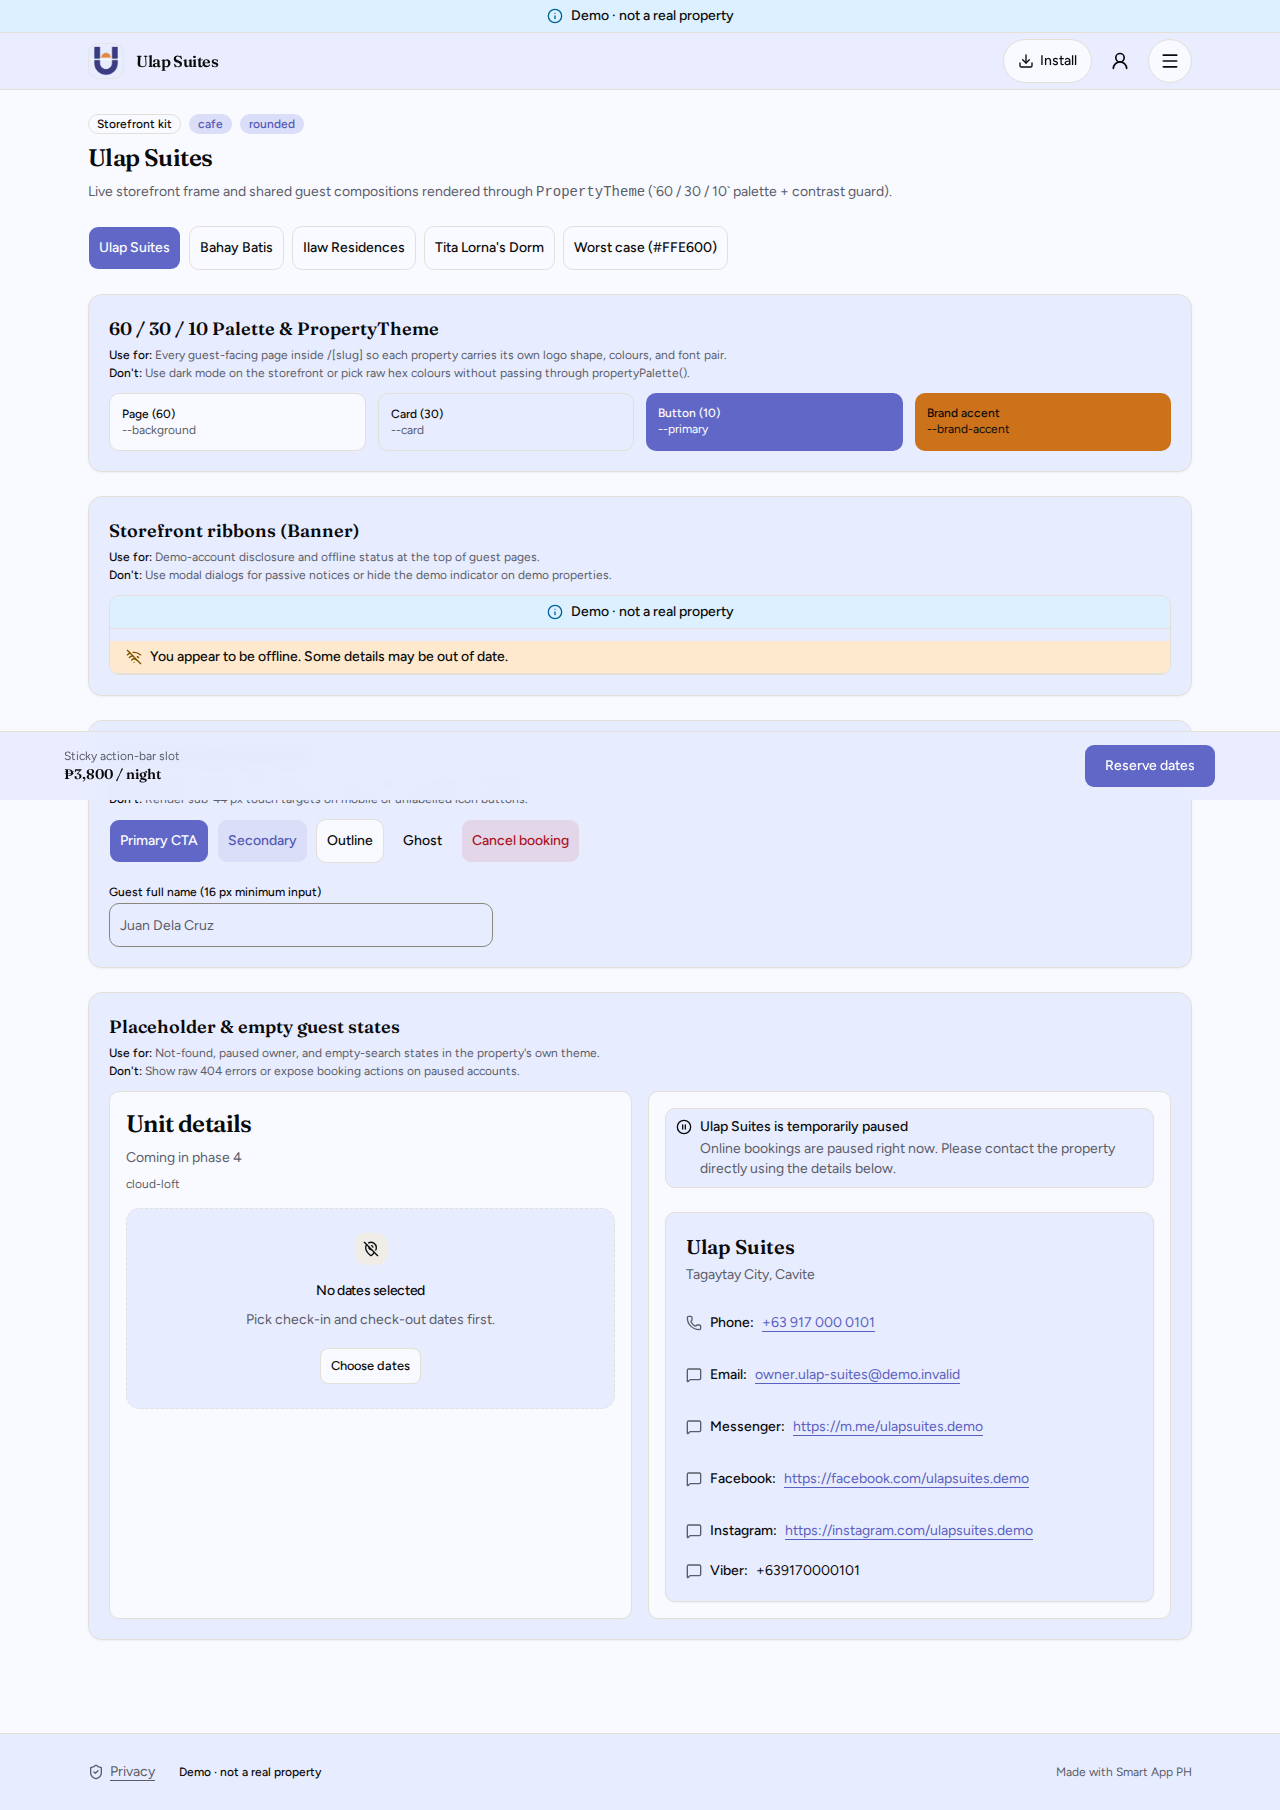 Demo · not a real property
Ulap Suites
Install
Storefront kit
cafe
rounded
Ulap Suites
Live storefront frame and shared guest compositions rendered through PropertyTheme (`60 / 30 / 10` palette + contrast guard).
Ulap Suites
Bahay Batis
Ilaw Residences
Tita Lorna's Dorm
Worst case (#FFE600)
60 / 30 / 10 Palette & PropertyTheme
Use for: Every guest-facing page inside /[slug] so each property carries its own logo shape, colours, and font pair.
Don't: Use dark mode on the storefront or pick raw hex colours without passing through propertyPalette().
Page (60)
--background
Card (30)
--card
Button (10)
--primary
Brand accent
--brand-accent
Storefront ribbons (Banner)
Use for: Demo-account disclosure and offline status at the top of guest pages.
Don't: Use modal dialogs for passive notices or hide the demo indicator on demo properties.
Demo · not a real property
You appear to be offline. Some details may be out of date.
Sticky action-bar slot
₱3,800 / night
Reserve dates
Don't: Render sub-44 px touch targets on mobile or unlabelled icon buttons.
Primary CTA
Secondary
Outline
Ghost
Cancel booking
Guest full name (16 px minimum input)
Juan Dela Cruz
Placeholder & empty guest states
Use for: Not-found, paused owner, and empty-search states in the property's own theme.
Don't: Show raw 404 errors or expose booking actions on paused accounts.
Unit details
Coming in phase 4
cloud-loft
No dates selected
Pick check-in and check-out dates first.
Choose dates
Ulap Suites is temporarily paused
Online bookings are paused right now. Please contact the property
directly using the details below.
Ulap Suites
Tagaytay City, Cavite
Phone: +63 917 000 0101
Email: owner.ulap-suites@demo.invalid
Messenger: https://m.me/ulapsuites.demo
Facebook: https://facebook.com/ulapsuites.demo
Instagram: https://instagram.com/ulapsuites.demo
Viber: +639170000101
Privacy
Demo · not a real property
Made with Smart App PH